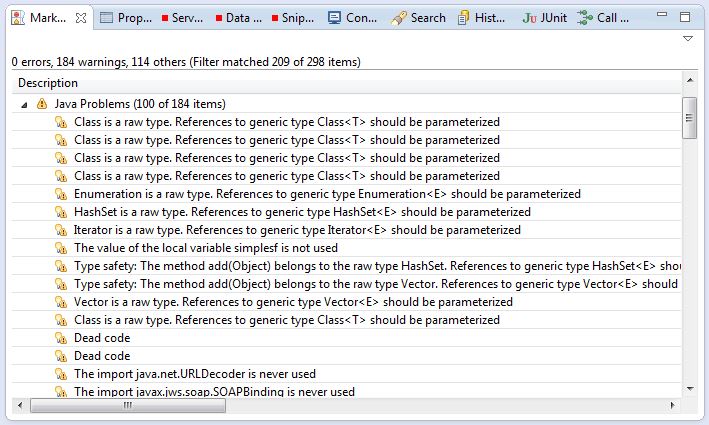 Mark... Prop... Serv... Data ... Snip... Con... Search Hist... JUnit Call ...
0 errors, 184 warnings, 114 others (Filter matched 209 of 298 items)
Description
Java Problems (100 of 184 items)
Class is a raw type. References to generic type Class<T> should be parameterized
Class is a raw type. References to generic type Class<T> should be parameterized
Class is a raw type. References to generic type Class<T> should be parameterized
Class is a raw type. References to generic type Class<T> should be parameterized
Enumeration is a raw type. References to generic type Enumeration<E> should be parameterized
HashSet is a raw type. References to generic type HashSet<E> should be parameterized
Iterator is a raw type. References to generic type Iterator<E> should be parameterized
The value of the local variable simplesf is not used
Type safety: The method add(Object) belongs to the raw type HashSet. References to generic type HashSet<E> shou
Type safety: The method add(Object) belongs to the raw type Vector. References to generic type Vector<E> should
Vector is a raw type. References to generic type Vector<E> should be parameterized
Class is a raw type. References to generic type Class<T> should be parameterized
Dead code
Dead code
The import java.net.URLDecoder is never used
The import javax.jws.soap.SOAPBinding is never used